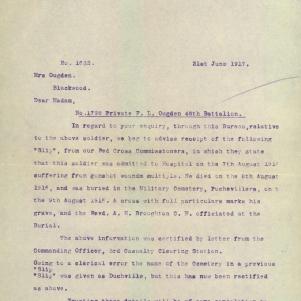 No. 1632.
21st June 1917.
Mrs Ougden.
Blackwood.
Dear Madam,
No.1790 Private F. L. Ougden 48th Battalion.
In regard to your enquiry, through this Bureau, relative
to the above soldier, we beg to advise receipt of the following
"Slip", from our Red Cross Commissioners, in which they state
that this soldier was admitted to Hospital on the 7th August 191
suffering from gunshot wounds multiple. He died on the 8th August
1916, and was buried in the Military Cemetery, Puchevillers, on t
the 9th August 1916. A cross with full particulars marks his
grave, and the Revd. A. E. Broughton C. F. officiated at the
Burial.
The above information was certified by letter from the
Commanding Officer, 3rd Casualty Clearing Station.
Going to a clerical error the name of the Cemetery in a previous
"Slip
"Slip," was given as Duchville, but this has now been rectified
as above.